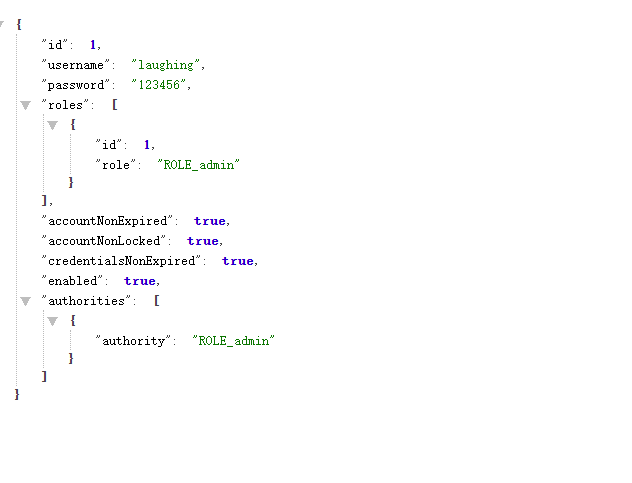 {
"id": 1,
"username": "laughing",
"password": "123456",
"roles": [
{
"id": 1,
"role": "ROLE_admin"
}
],
"accountNonExpired": true,
"accountNonLocked": true,
"credentialsNonExpired": true,
"enabled": true,
"authorities": [
{
"authority": "ROLE_admin"
}
]
}